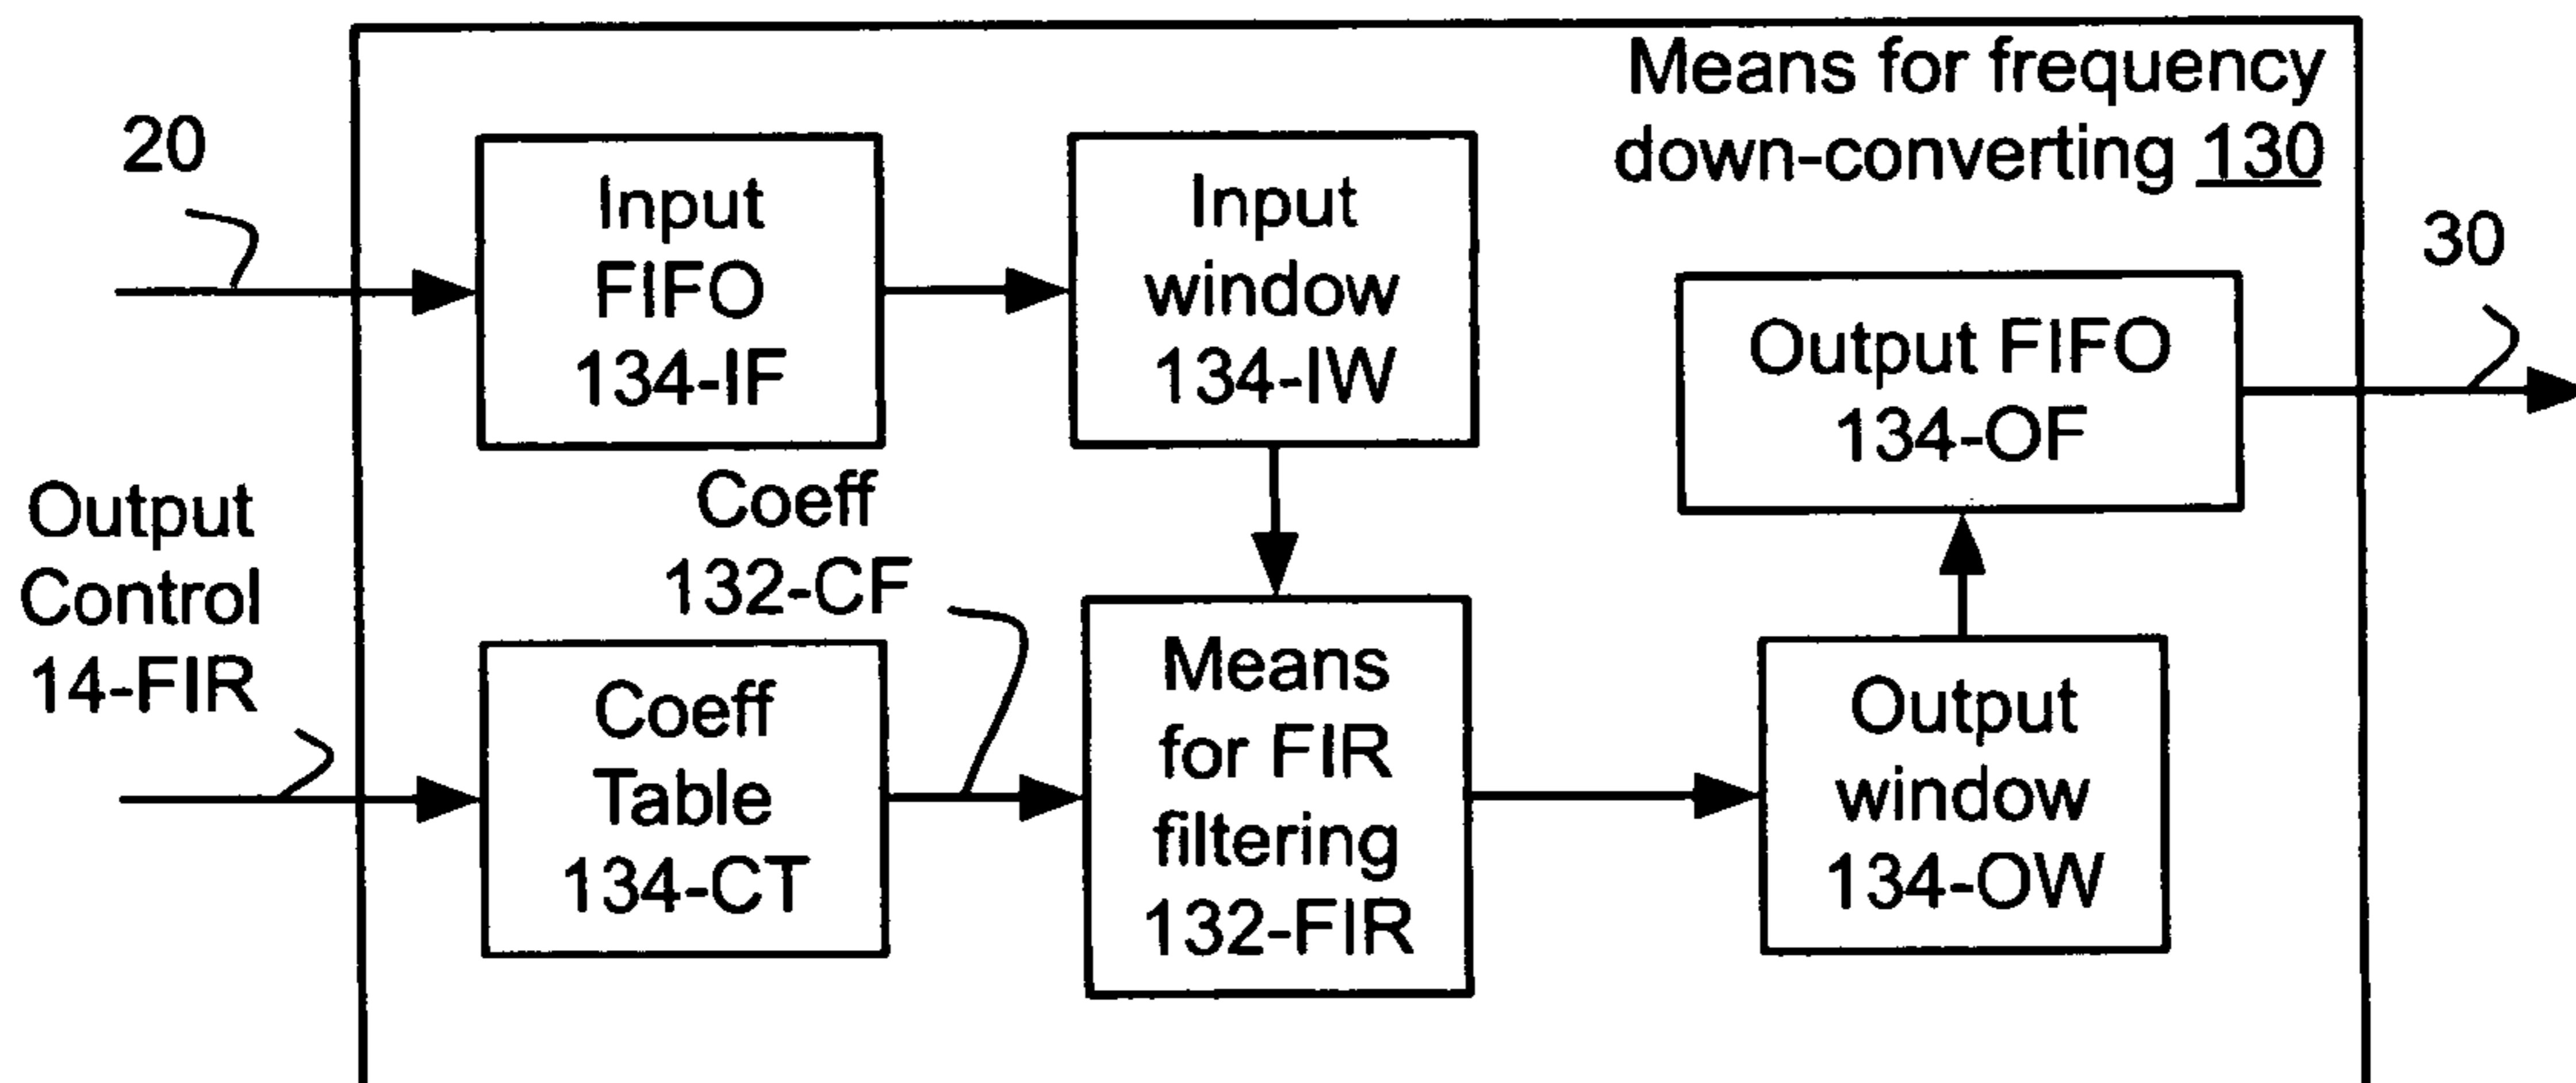 Means for frequency
down-converting 130
20
Input
FIFO
134-IF
Input
window
134-IW
30
Output FIFO
134-OF
Output
Control
14-FIR
Coeff
132-CF
Coeff
Table
134-CT
Means
for FIR
filtering
132-FIR
Output
window
134-OW